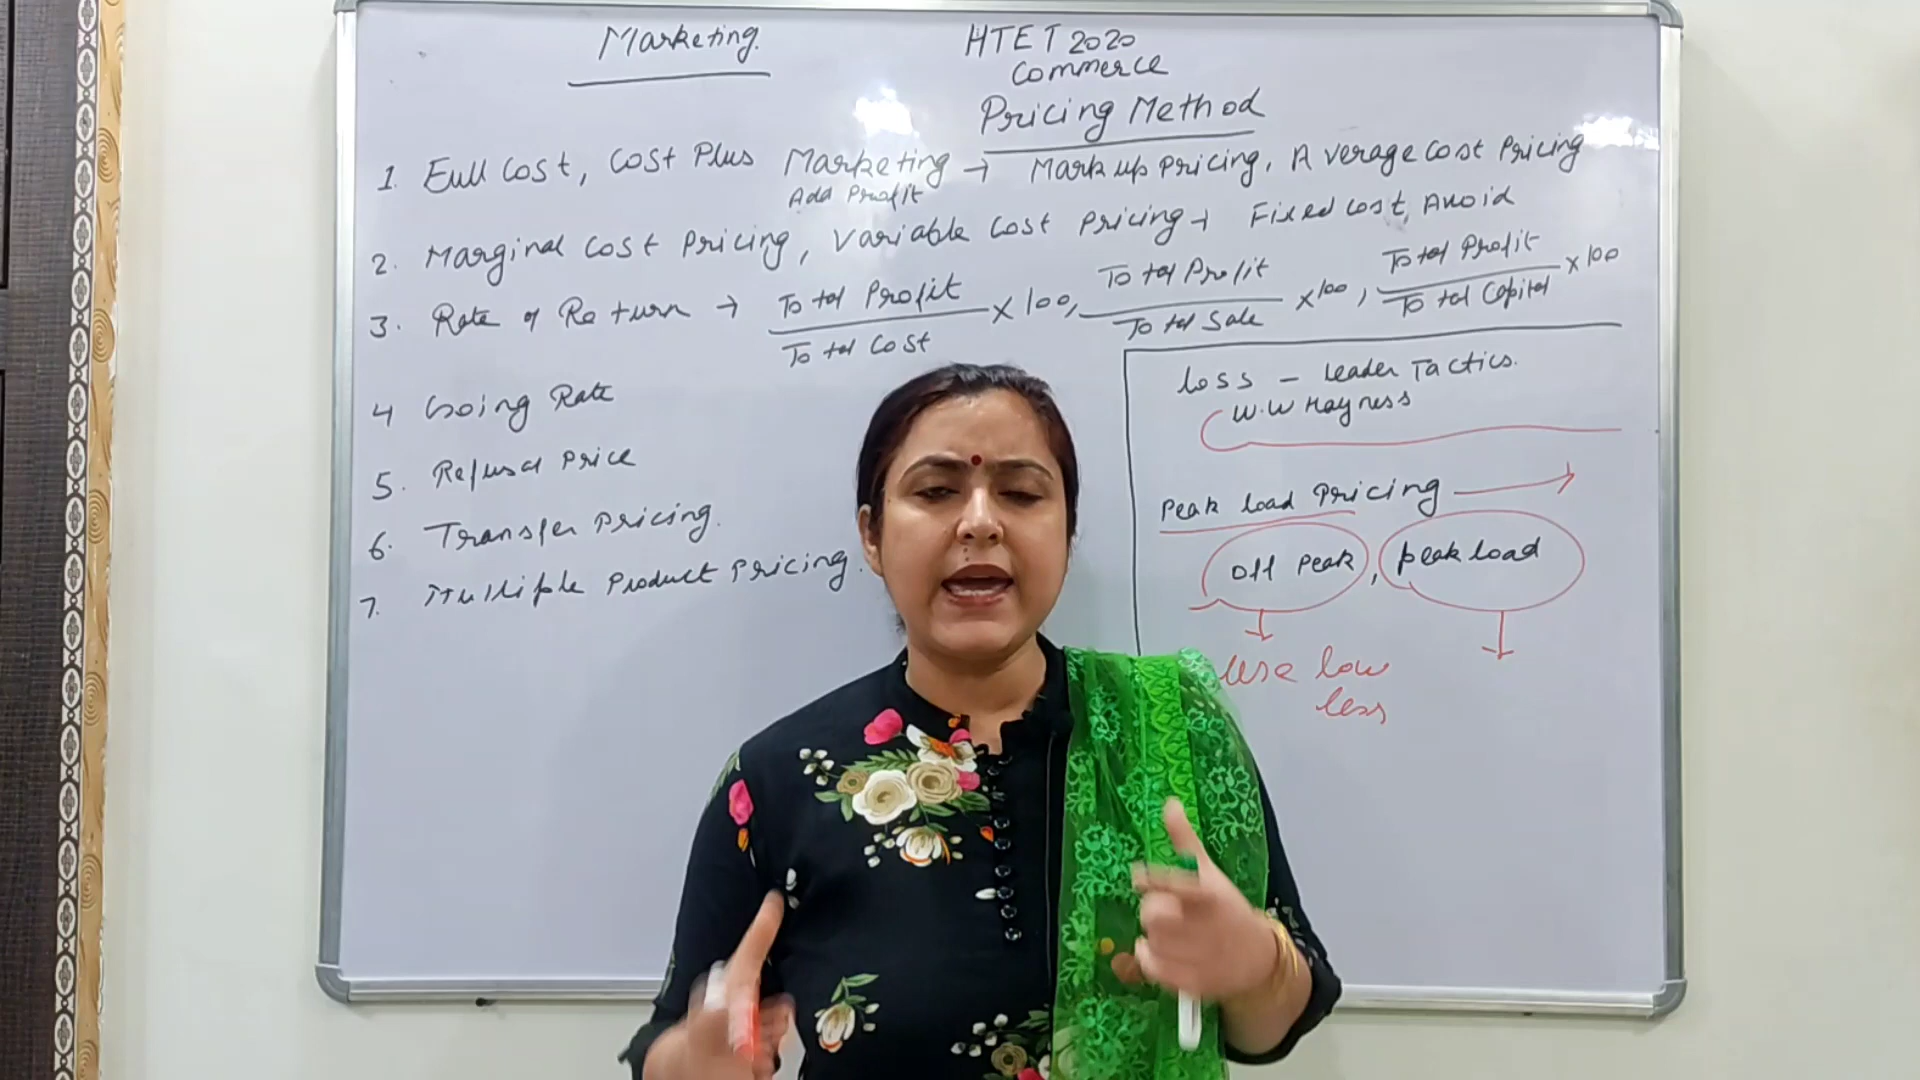 Marketing.
HTET 2020
Commerce
Pricing Method
1. Full Cost, Cost Plus Marketing → Mark up Pricing, Average Cost Pricing
Add Profit
2. Marginal Cost Pricing, Variable Cost Pricing → Fixed Cost, Avoid
3. Rate of Return → Total Profit / Total Cost × 100, Total Profit / Total Sale × 100, Total Profit / Total Capital × 100
4 Going Rate
5. Refusal Price
6. Transfer Pricing.
7. Multiple Product Pricing.
Loss – Leader Tactics.
W.W Hayness
Peak Load Pricing →
Off Peak, Peak load
Use low
less